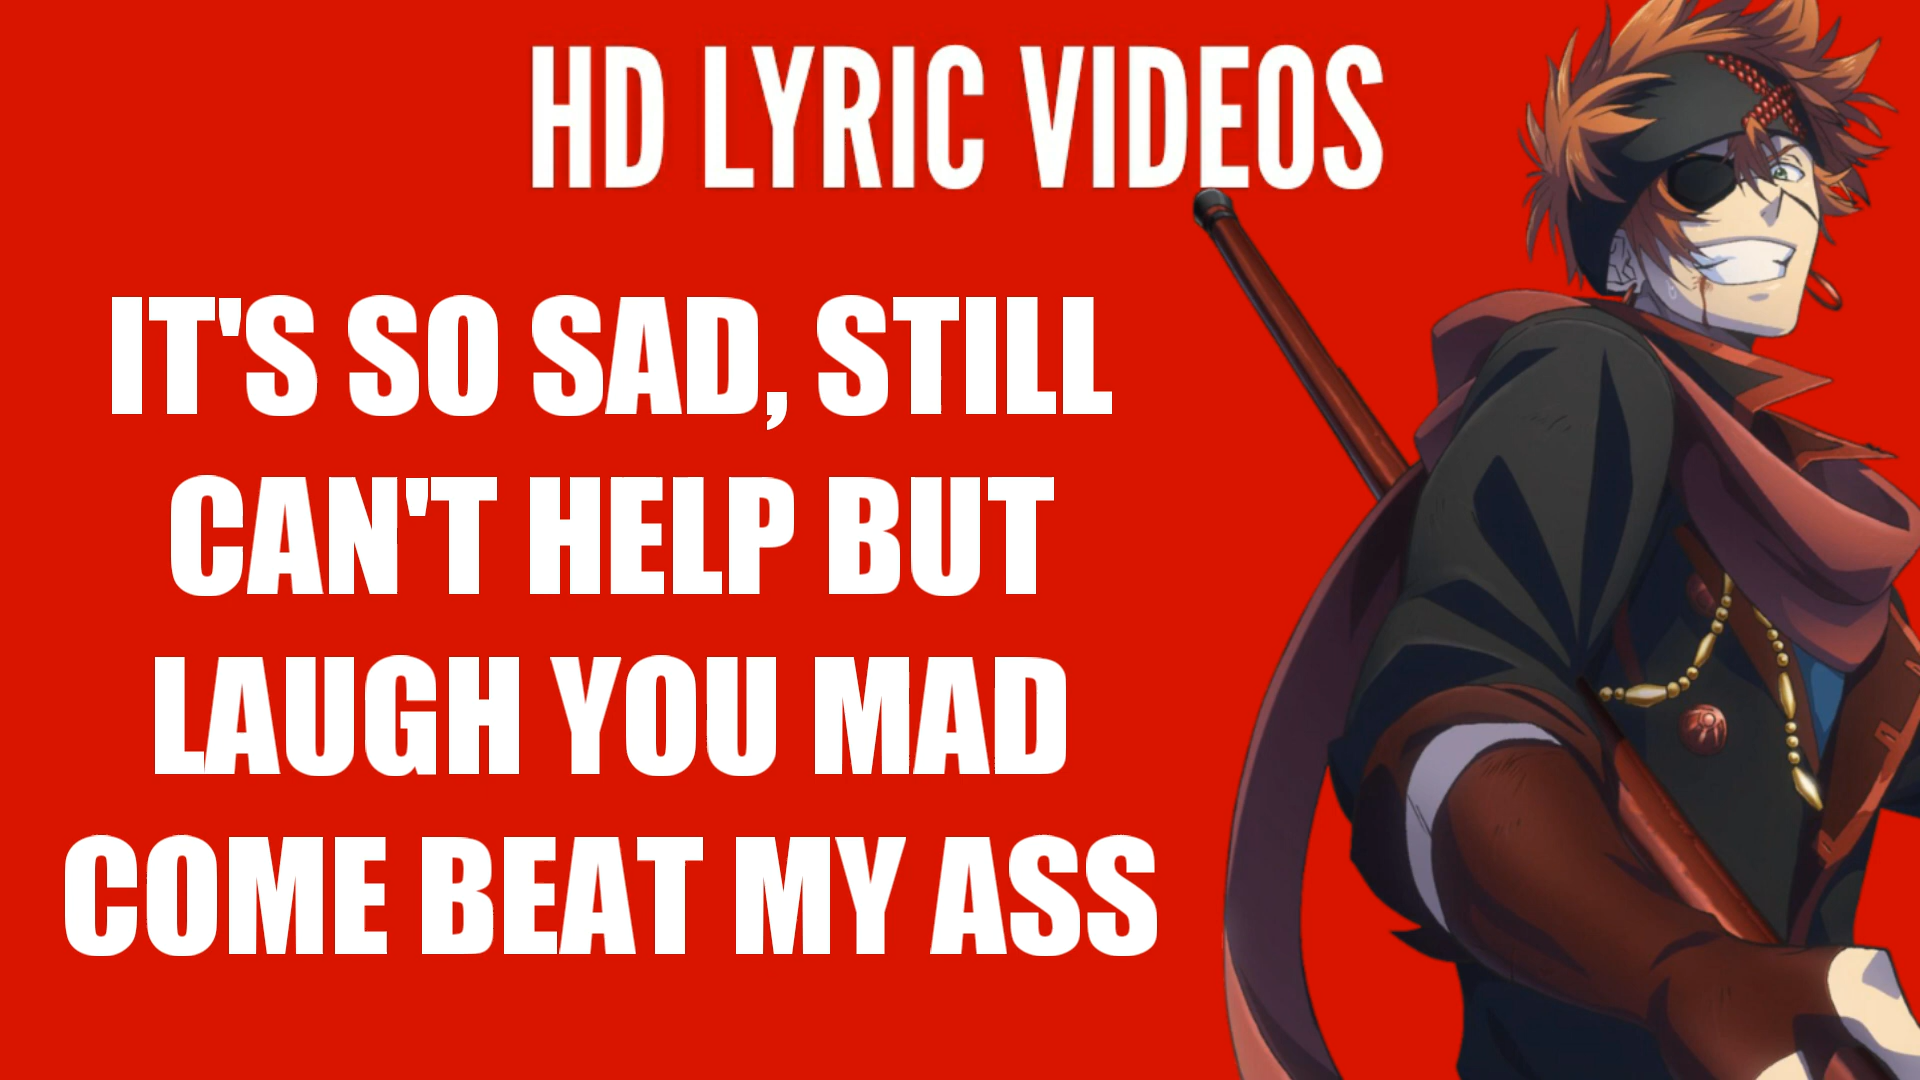 HD LYRIC VIDEOS
IT'S SO SAD, STILL
CAN'T HELP BUT
LAUGH YOU MAD
COME BEAT MY ASS